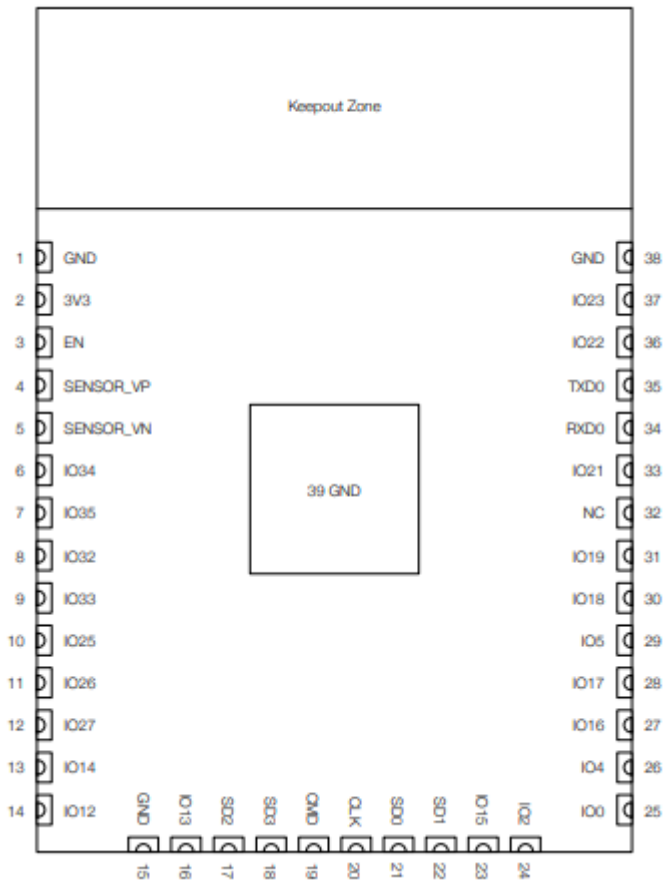 Keepout Zone
1 GND
GND 38
2 3V3
IO23 37
3 EN
IO22 36
4 SENSOR_VP
TXD0 35
5 SENSOR_VN
RXD0 34
6 IO34
IO21 33
39 GND
7 IO35
NC 32
8 IO32
IO19 31
9 IO33
IO18 30
10 IO25
IO5 29
11 IO26
IO17 28
12 IO27
IO16 27
13 IO14
IO4 26
14 IO12
IO0 25
GND 15
IO13 16
SD2 17
SD3 18
CMD 19
CLK 20
SD0 21
SD1 22
IO15 23
IO2 24